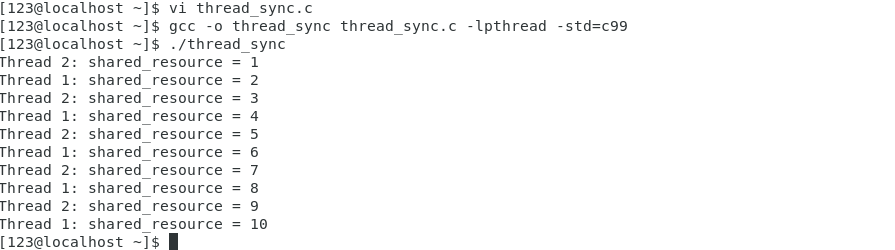 [123@localhost ~]$ vi thread_sync.c
[123@localhost ~]$ gcc -o thread_sync thread_sync.c -lpthread -std=c99
[123@localhost ~]$ ./thread_sync
Thread 2: shared_resource = 1
Thread 1: shared_resource = 2
Thread 2: shared_resource = 3
Thread 1: shared_resource = 4
Thread 2: shared_resource = 5
Thread 1: shared_resource = 6
Thread 2: shared_resource = 7
Thread 1: shared_resource = 8
Thread 2: shared_resource = 9
Thread 1: shared_resource = 10
[123@localhost ~]$